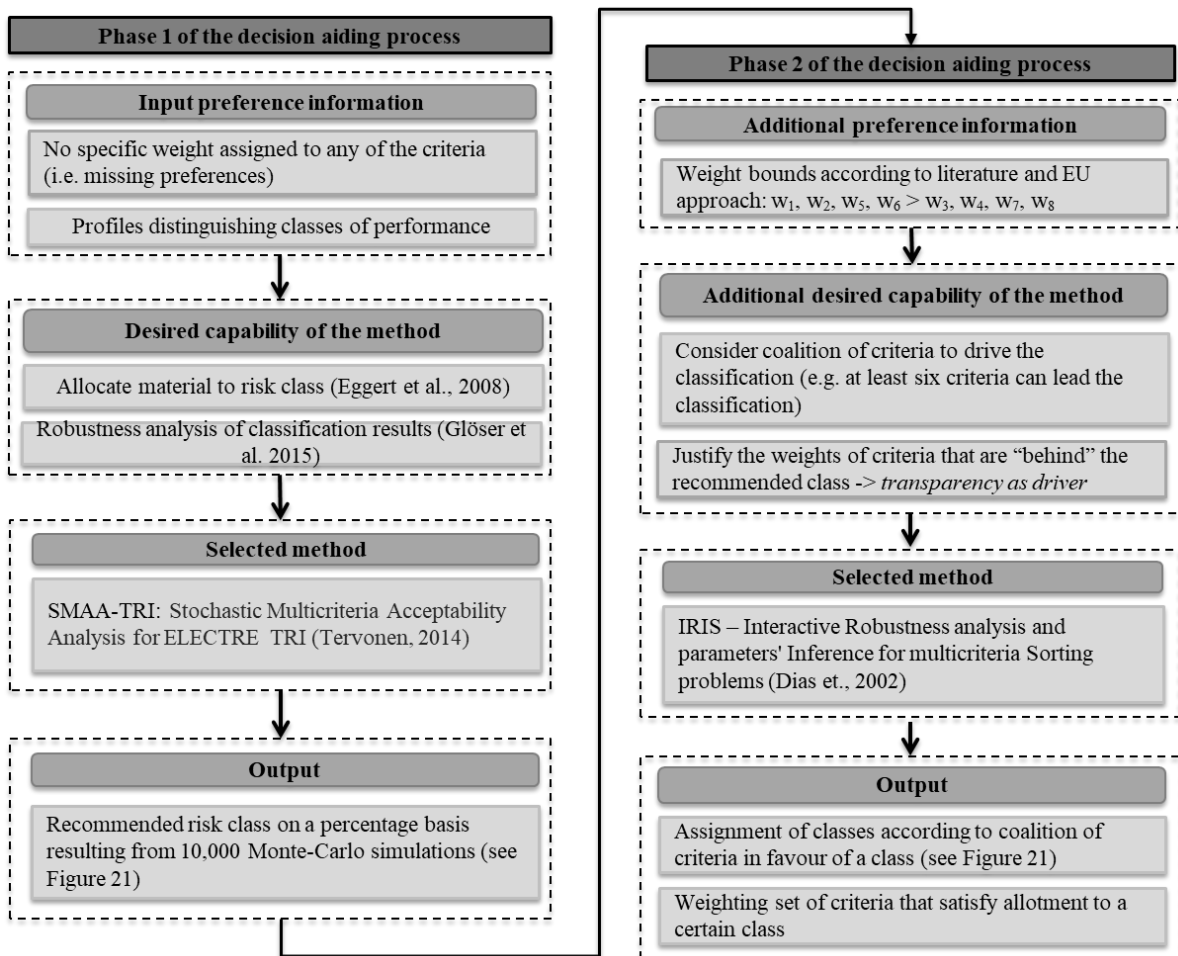 Phase 1 of the decision aiding process
Input preference information
No specific weight assigned to any of the criteria
(i.e. missing preferences)
Profiles distinguishing classes of performance
Desired capability of the method
Allocate material to risk class (Eggert et al., 2008)
Robustness analysis of classification results (Glöser et
al. 2015)
Selected method
SMAA-TRI: Stochastic Multicriteria Acceptability
Analysis for ELECTRE TRI (Tervonen, 2014)
Output
Recommended risk class on a percentage basis
resulting from 10,000 Monte-Carlo simulations (see
Figure 21)
Phase 2 of the decision aiding process
Additional preference information
Weight bounds according to literature and EU
approach: w₁, w₂, w₅, w₆ > w₃, w₄, w₇, w₈
Additional desired capability of the method
Consider coalition of criteria to drive the
classification (e.g. at least six criteria can lead the
classification)
Justify the weights of criteria that are “behind” the
recommended class -> transparency as driver
Selected method
IRIS – Interactive Robustness analysis and
parameters' Inference for multicriteria Sorting
problems (Dias et., 2002)
Output
Assignment of classes according to coalition of
criteria in favour of a class (see Figure 21)
Weighting set of criteria that satisfy allotment to a
certain class